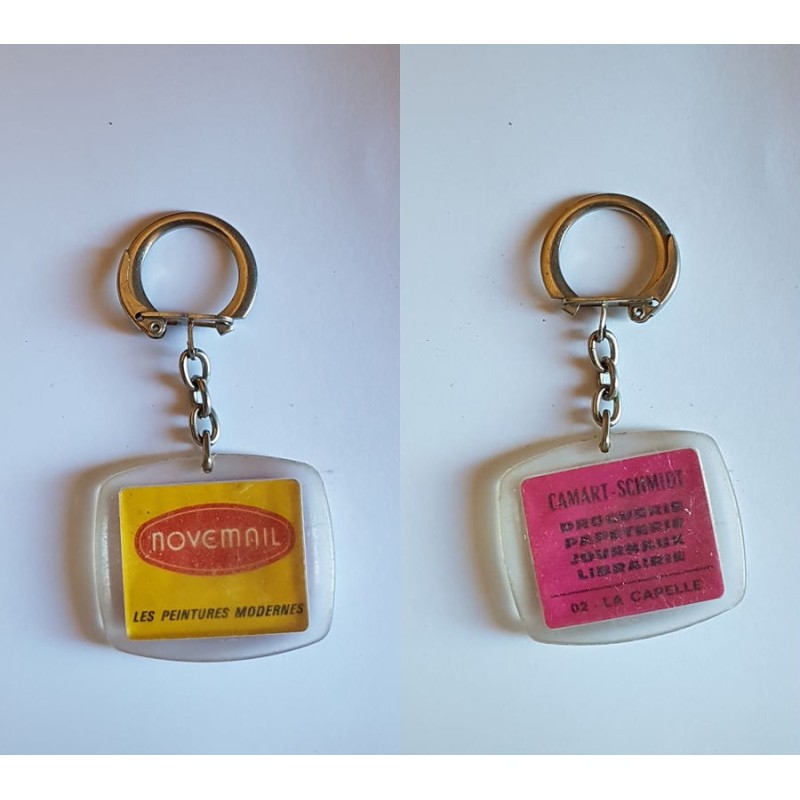 NOVEMAIL
LES PEINTURES MODERNES
CAMART-SCHMIDT
DROGUERIE
PAPETERIE
JOURNAUX
LIBRAIRIE
02 - LA CAPELLE